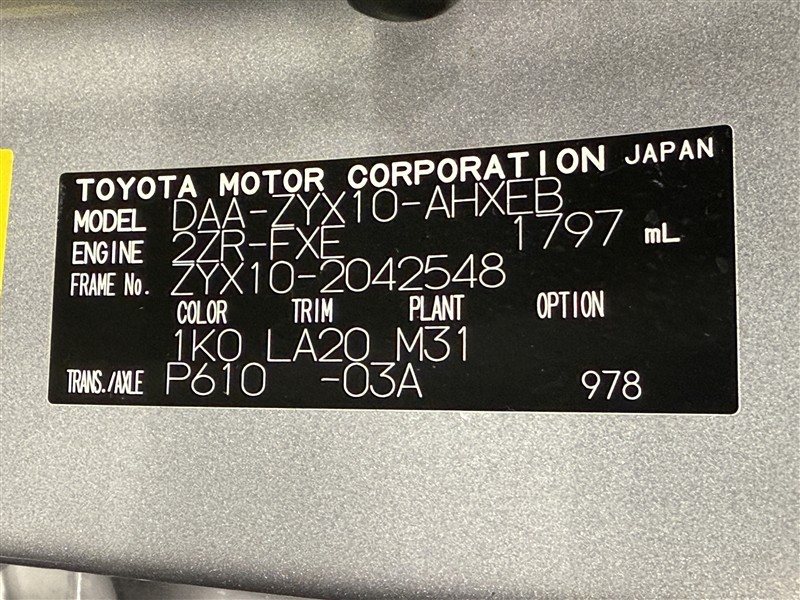 TOYOTA MOTOR CORPORATION JAPAN
MODEL DAA-ZYX10-AHXEB
ENGINE 2ZR-FXE 1797 mL
FRAME No. ZYX10-2042548
COLOR TRIM PLANT OPTION
1K0 LA20 M31
TRANS./AXLE P610 -03A 978